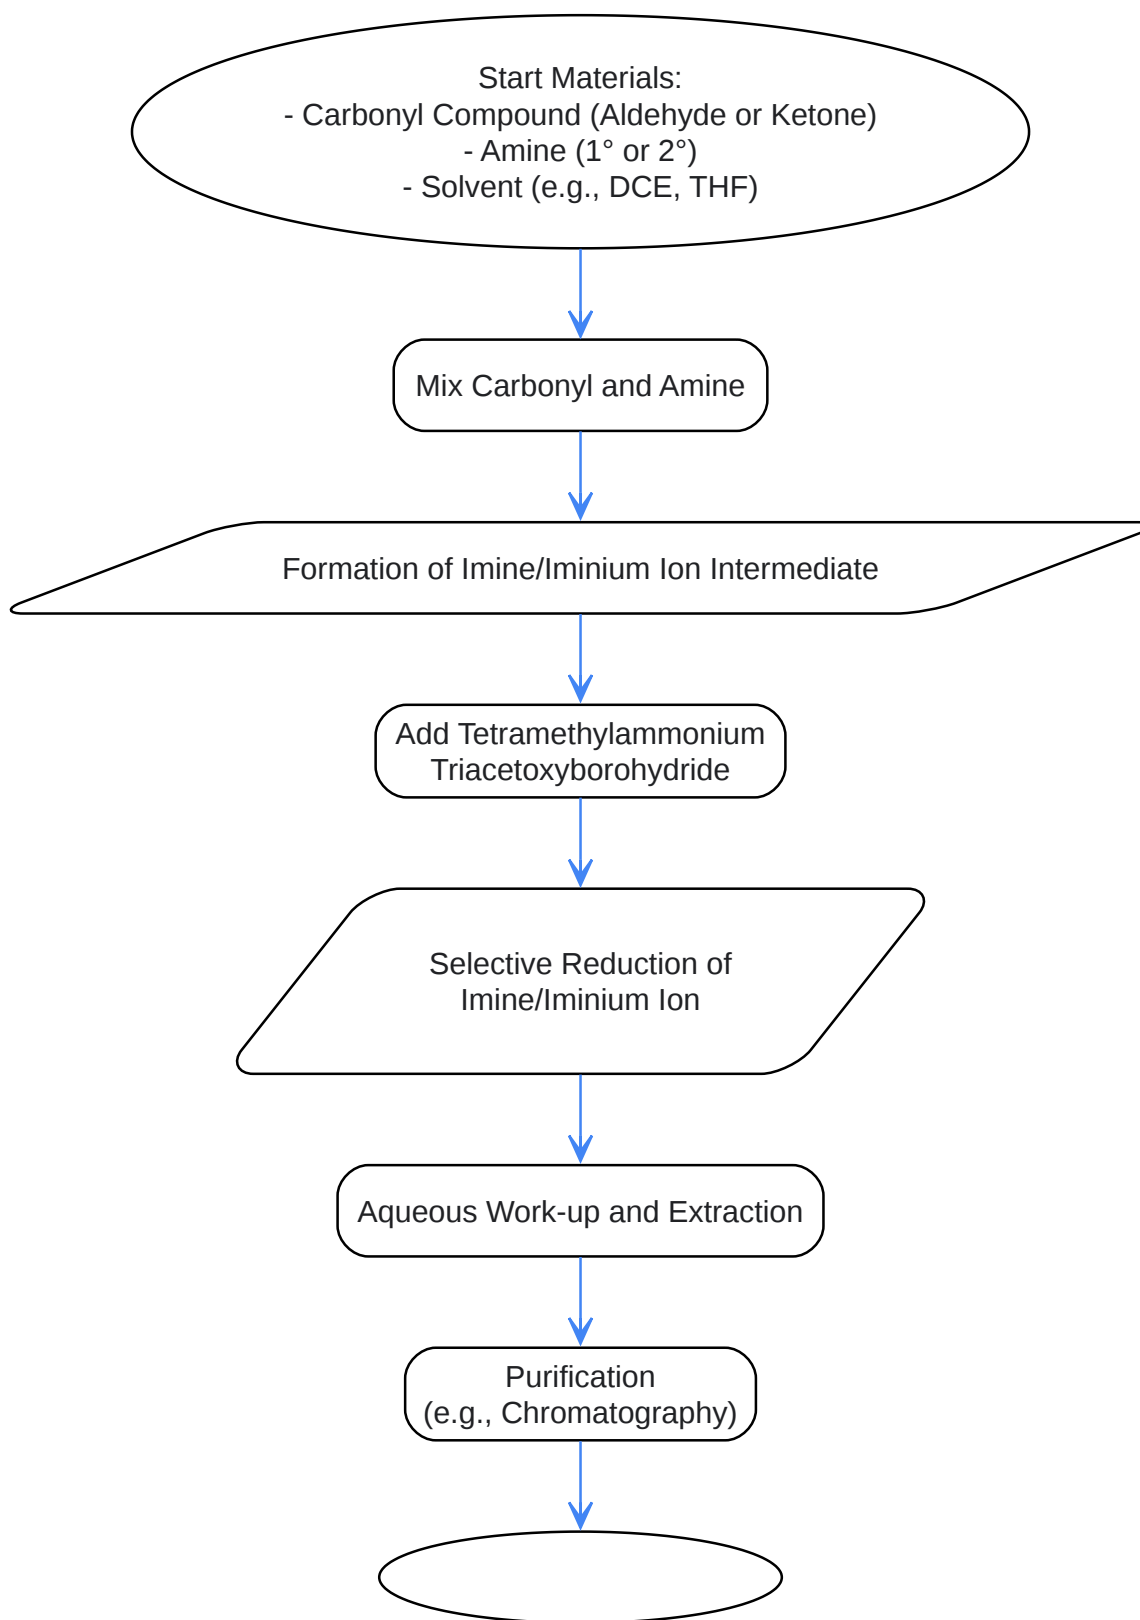 Start Materials:
- Carbonyl Compound (Aldehyde or Ketone)
- Amine (1° or 2°)
- Solvent (e.g., DCE, THF)
Mix Carbonyl and Amine
Formation of Imine/Iminium Ion Intermediate
Add Tetramethylammonium
Triacetoxyborohydride
Selective Reduction of
Imine/Iminium Ion
Aqueous Work-up and Extraction
Purification
(e.g., Chromatography)